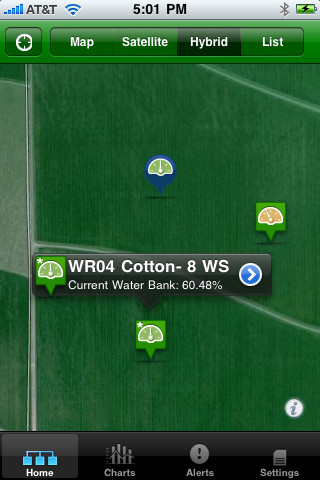 AT&T 5:01 PM
Map Satellite Hybrid List
WR04 Cotton- 8 WS
Current Water Bank: 60.48%
i
Home Charts Alerts Settings